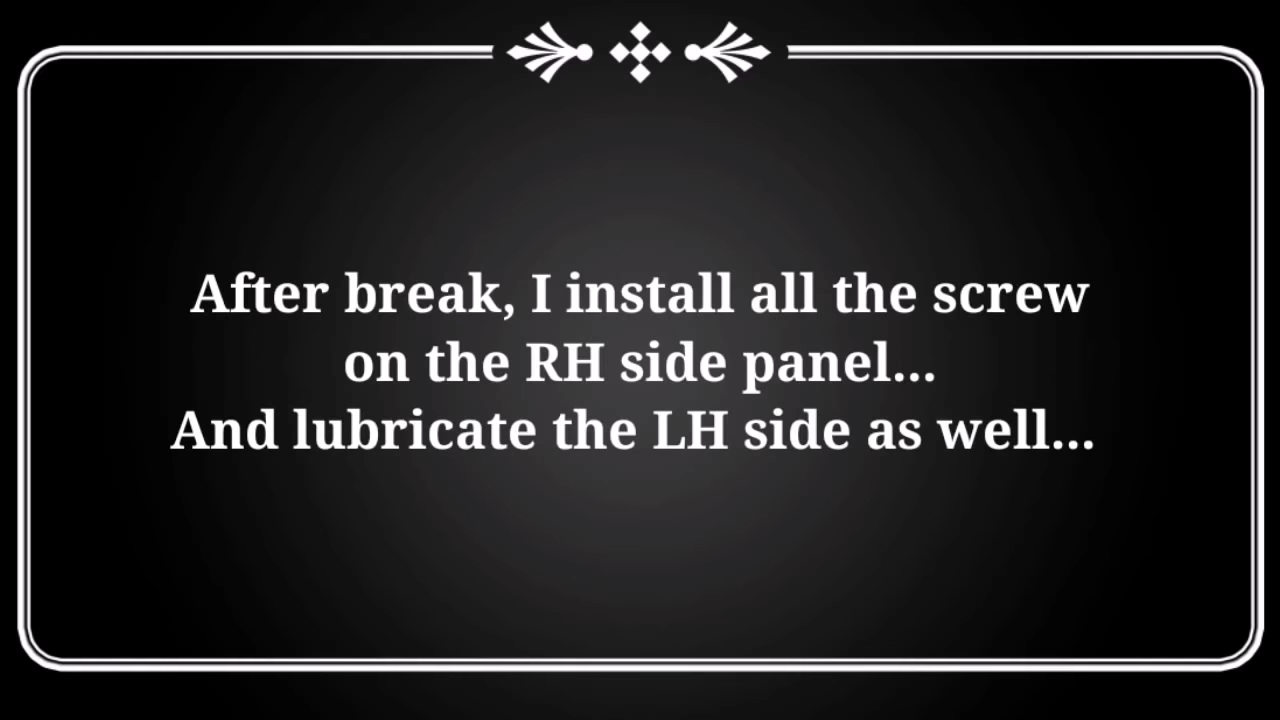 After break, I install all the screw
on the RH side panel...
And lubricate the LH side as well...